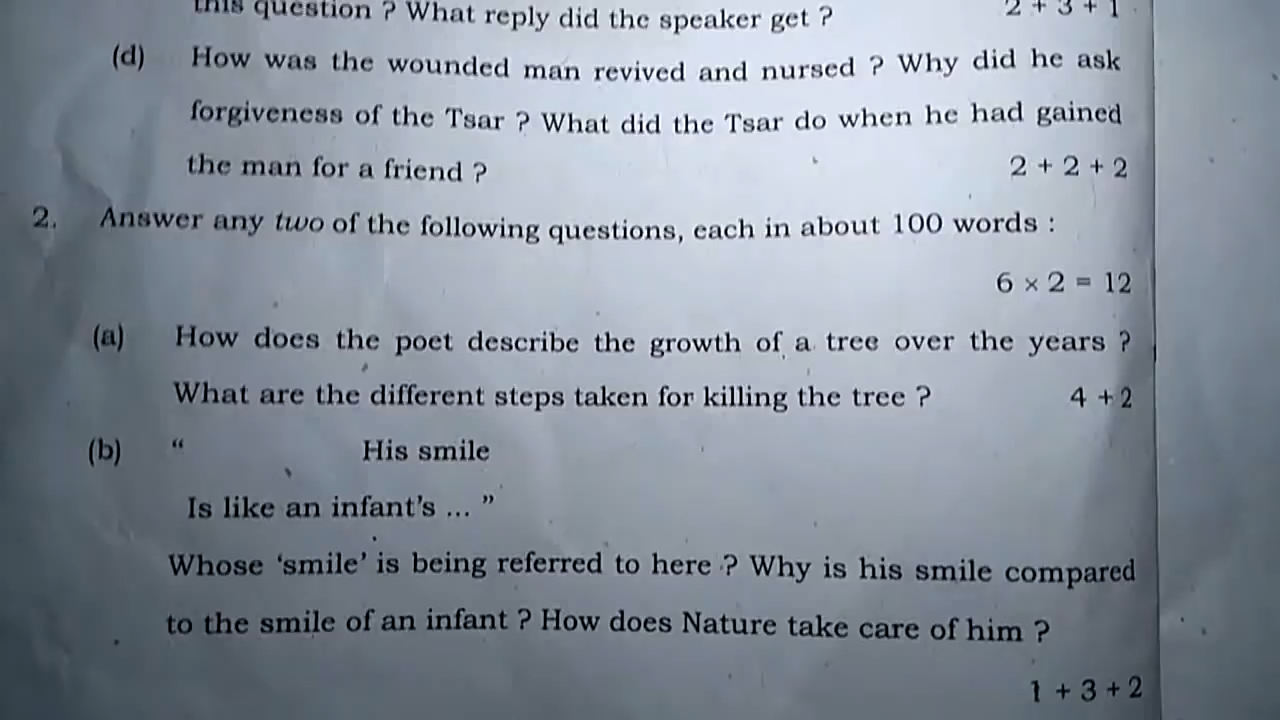 this question ? What reply did the speaker get ? 2 + 3 + 1
(d) How was the wounded man revived and nursed ? Why did he ask
forgiveness of the Tsar ? What did the Tsar do when he had gained
the man for a friend ? 2 + 2 + 2
2. Answer any two of the following questions, each in about 100 words :
6 × 2 = 12
(a) How does the poet describe the growth of a tree over the years ?
What are the different steps taken for killing the tree ? 4 + 2
(b) “ His smile
Is like an infant’s ... ”
Whose ‘smile’ is being referred to here ? Why is his smile compared
to the smile of an infant ? How does Nature take care of him ?
1 + 3 + 2